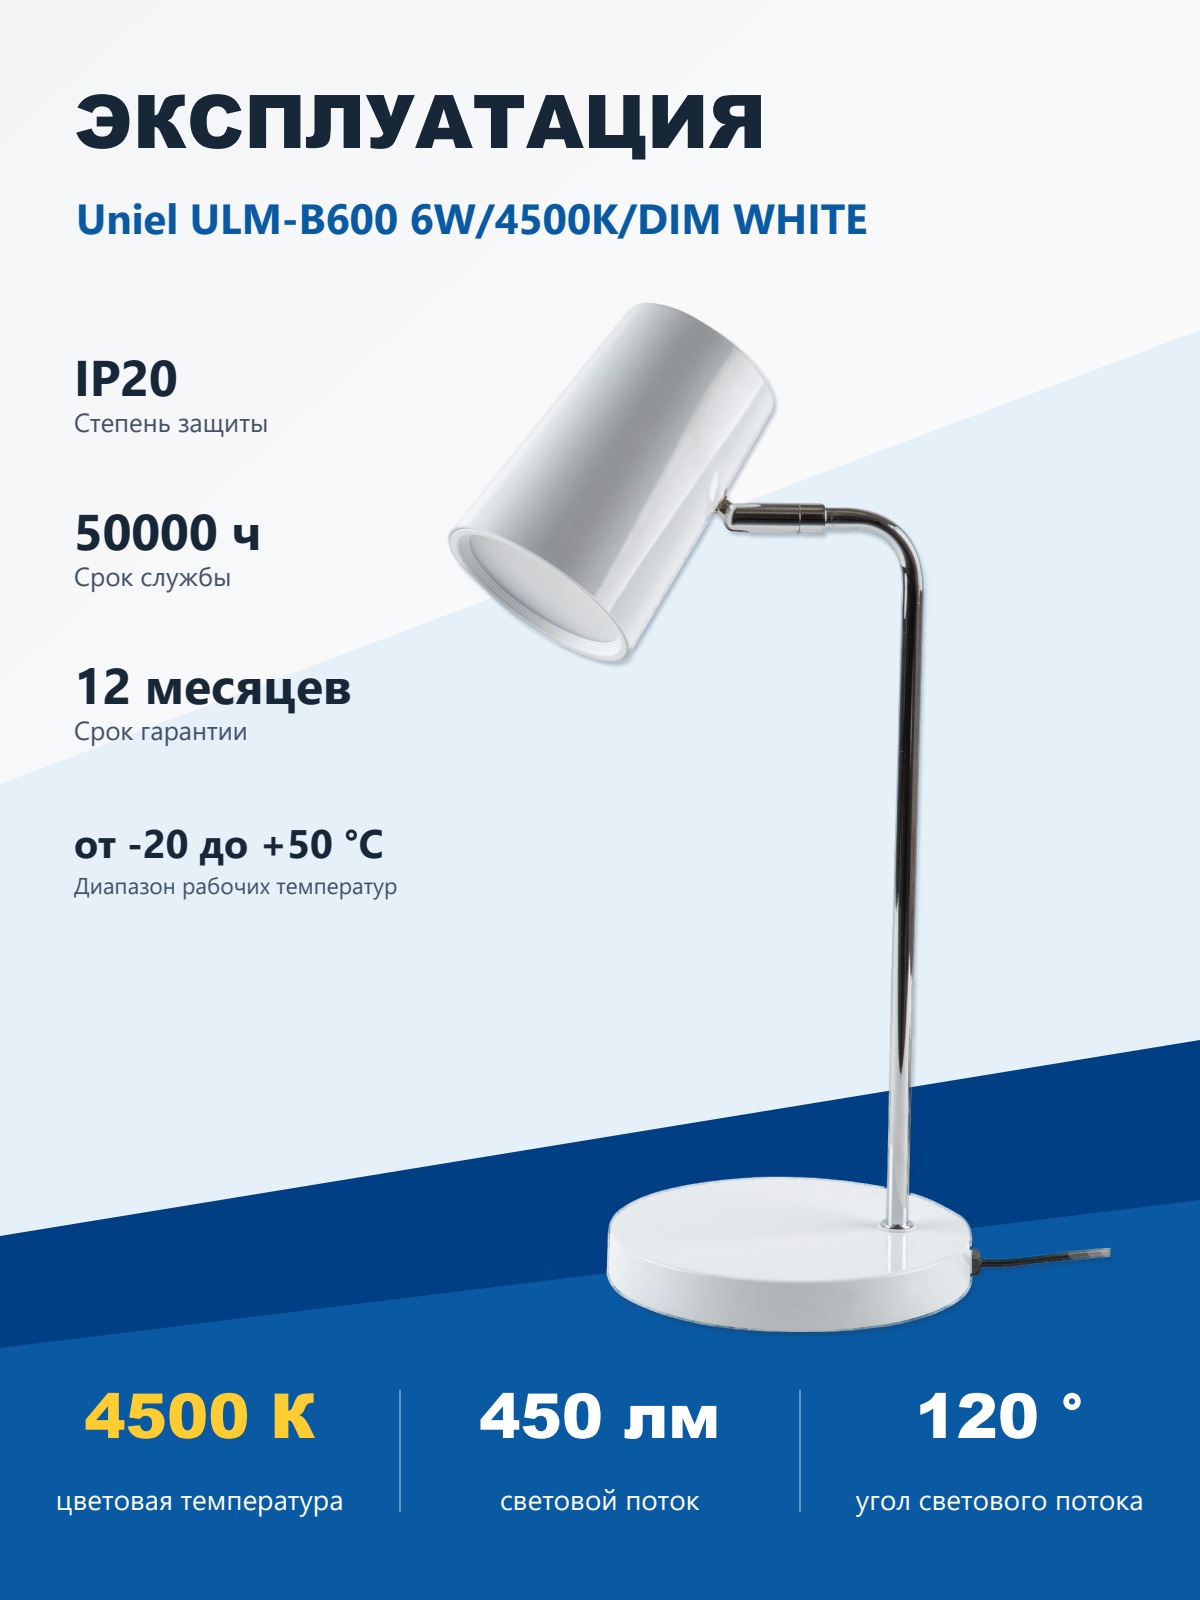 ЭКСПЛУАТАЦИЯ
Uniel ULM-B600 6W/4500K/DIM WHITE
IP20
Степень защиты
50000 ч
Срок службы
12 месяцев
Срок гарантии
от -20 до +50 °C
Диапазон рабочих температур
4500 К
цветовая температура
450 лм
световой поток
120 °
угол светового потока